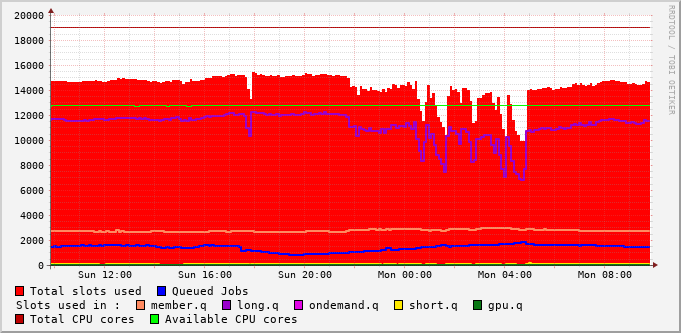 20000
18000
16000
14000
12000
10000
8000
6000
4000
2000
0
Sun 12:00 Sun 16:00 Sun 20:00 Mon 00:00 Mon 04:00 Mon 08:00
Total slots used Queued Jobs
Slots used in : member.q long.q ondemand.q short.q gpu.q
Total CPU cores Available CPU cores
RRDTOOL / TOBI OETIKER